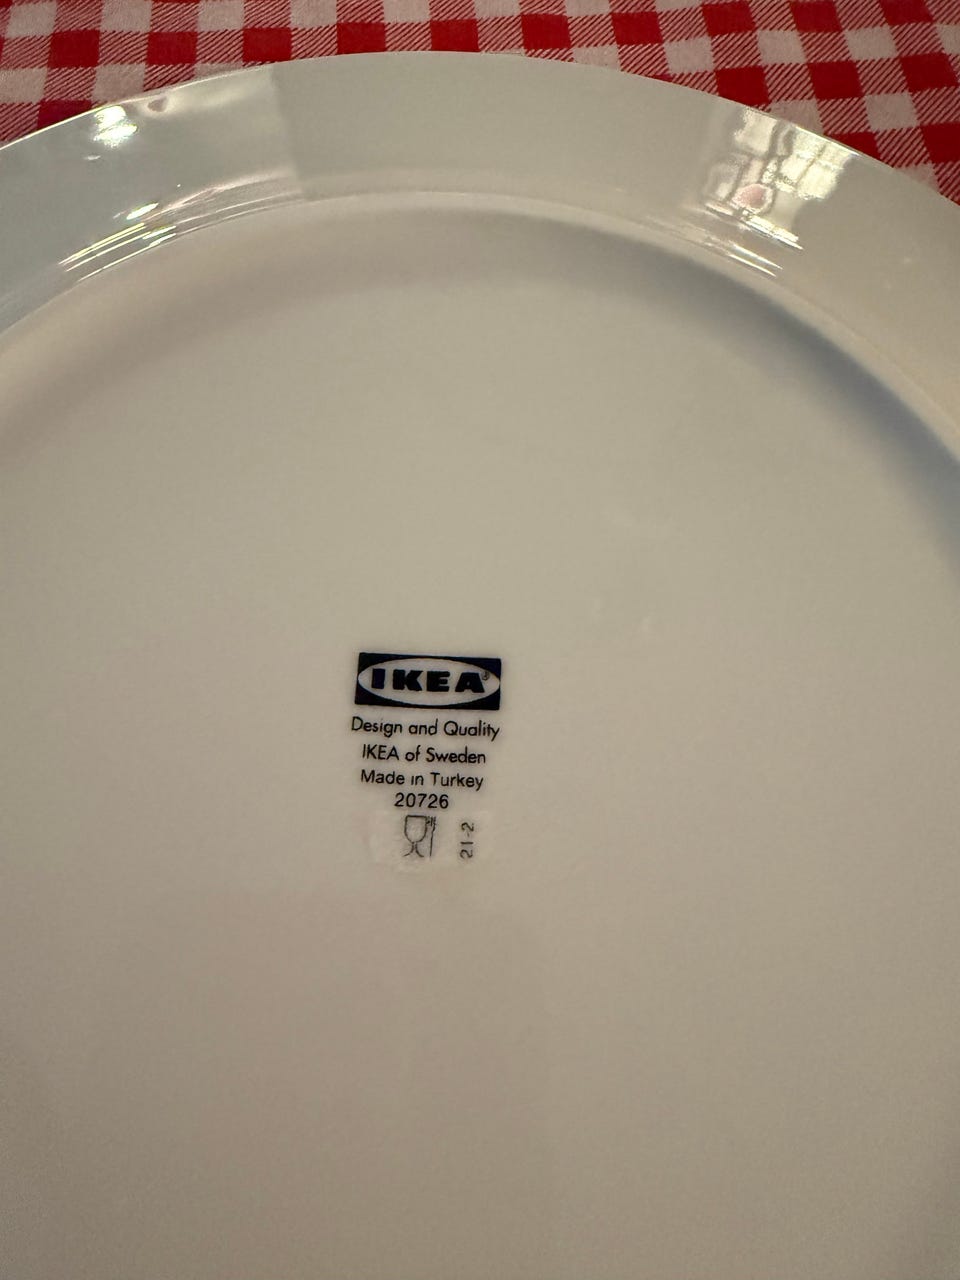 IKEA®
Design and Quality
IKEA of Sweden
Made in Turkey
20726
21-2